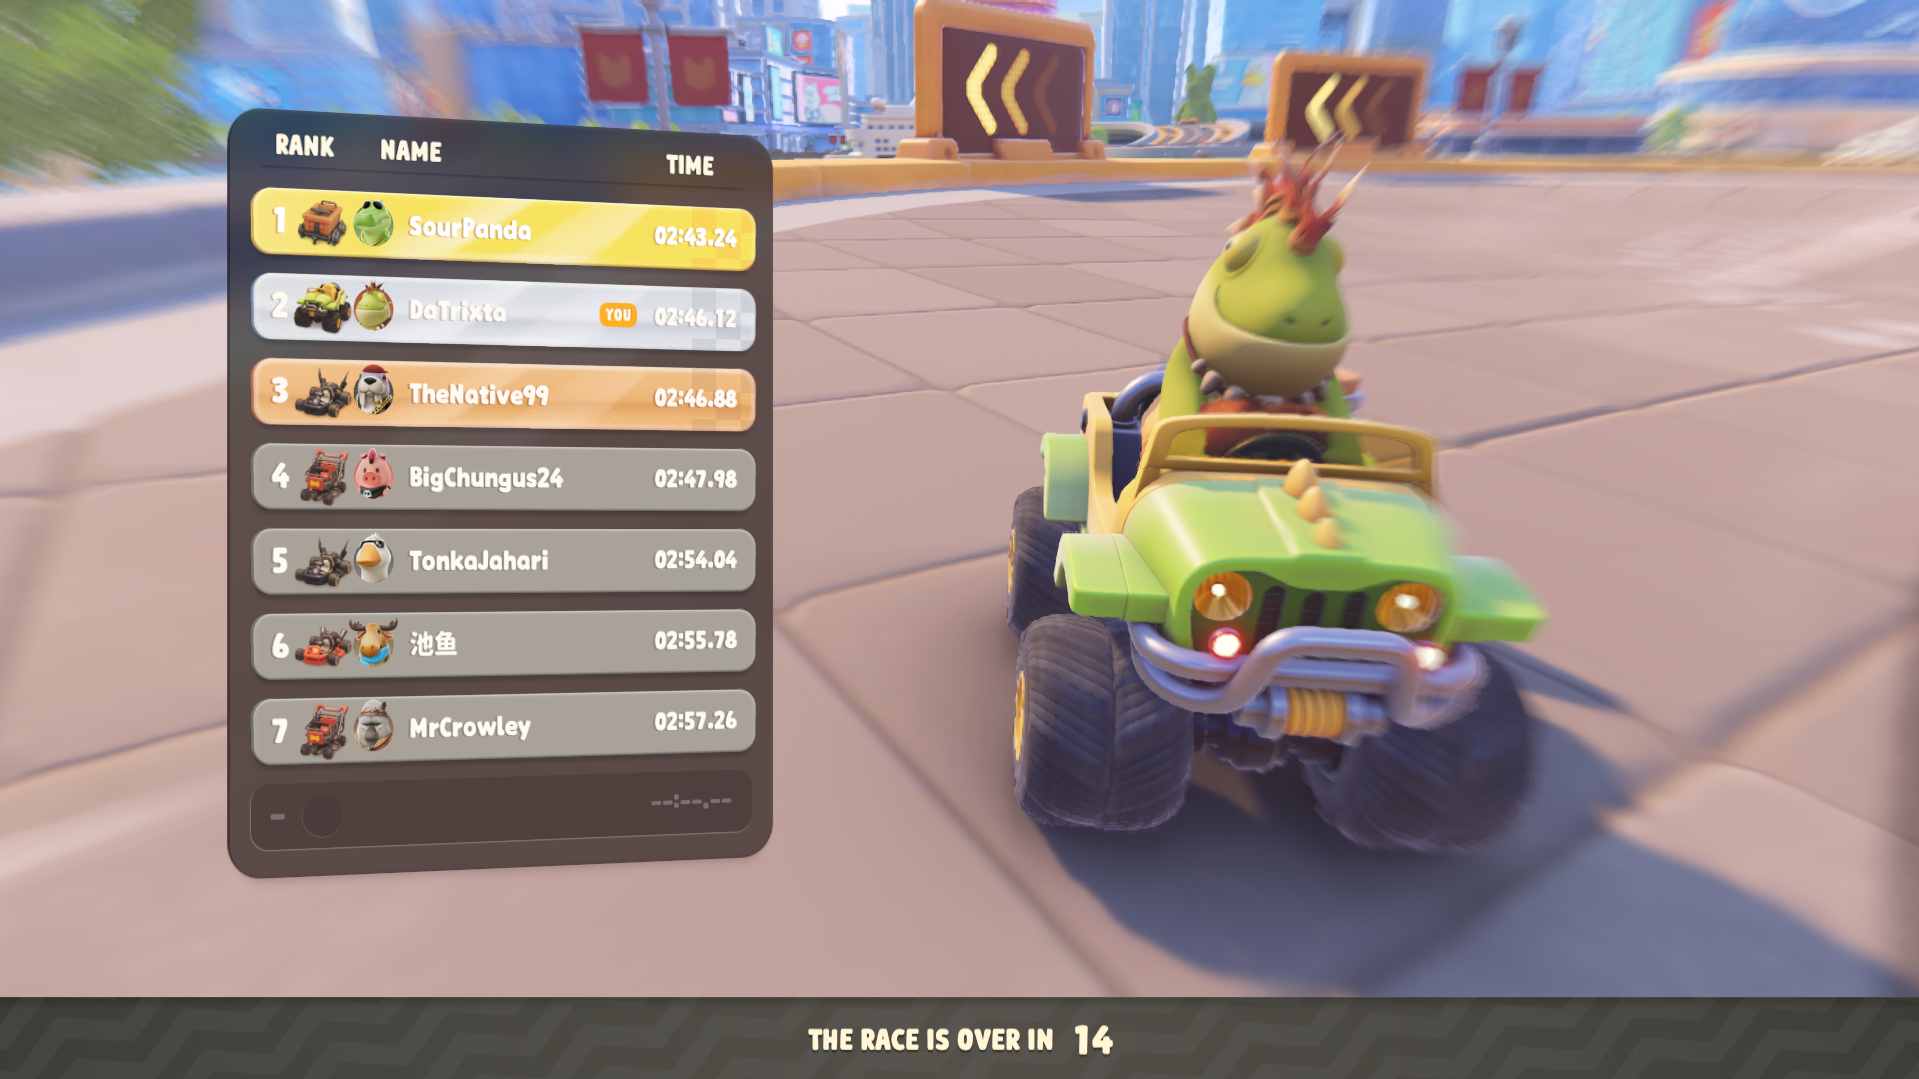 RANK NAME TIME
1 SourPanda 02:43.24
2 DaTrixta YOU 02:46.12
3 TheNative99 02:46.88
4 BigChungus24 02:47.98
5 TonkaJahari 02:54.04
6 池鱼 02:55.78
7 MrCrowley 02:57.26
- --:--.--
THE RACE IS OVER IN 14